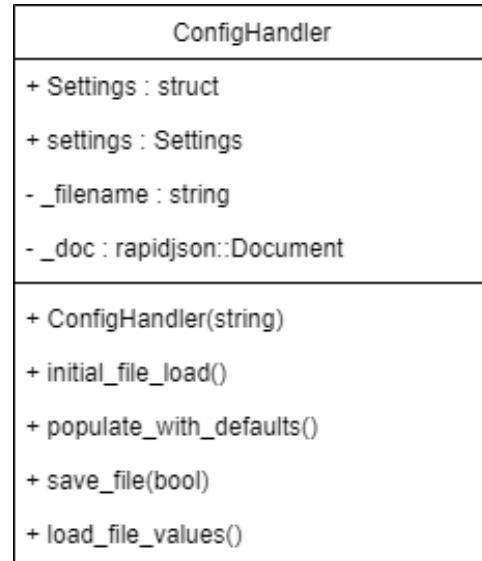 ConfigHandler
+ Settings : struct
+ settings : Settings
- _filename : string
- _doc : rapidjson::Document
+ ConfigHandler(string)
+ initial_file_load()
+ populate_with_defaults()
+ save_file(bool)
+ load_file_values()